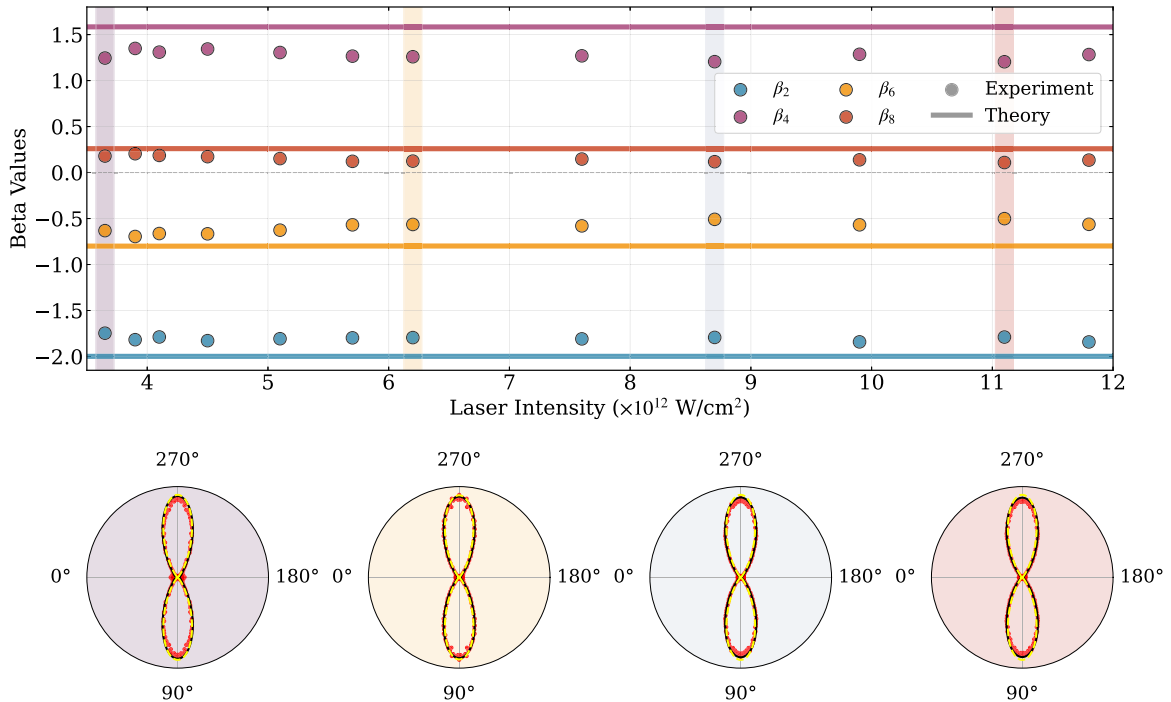 1.5
1.0
0.5
0.0
−0.5
−1.0
−1.5
−2.0
Beta Values
β2 β6 Experiment
β4 β8 Theory
4 5 6 7 8 9 10 11 12
Laser Intensity (×10¹² W/cm²)
270° 270° 270° 270°
0° 180° 0° 180° 0° 180° 0° 180°
90° 90° 90° 90°